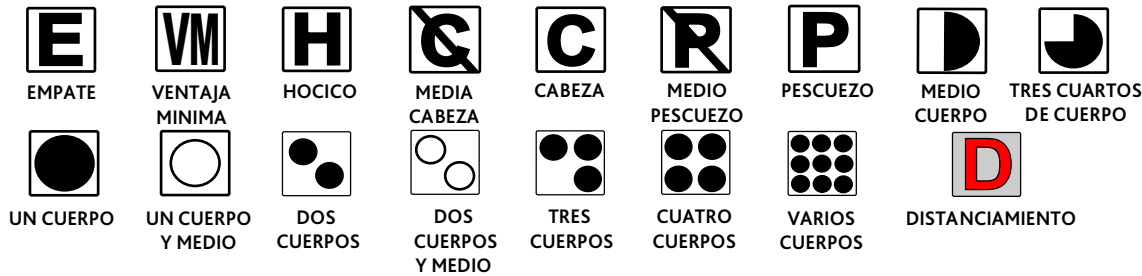 E VM H C C R P
EMPATE VENTAJA HOCICO MEDIA CABEZA MEDIO PESCUEZO MEDIO TRES CUARTOS
MINIMA CABEZA PESCUEZO CUERPO DE CUERPO
D
UN CUERPO UN CUERPO DOS DOS TRES CUATRO VARIOS DISTANCIAMIENTO
Y MEDIO CUERPOS CUERPOS CUERPOS CUERPOS CUERPOS
Y MEDIO